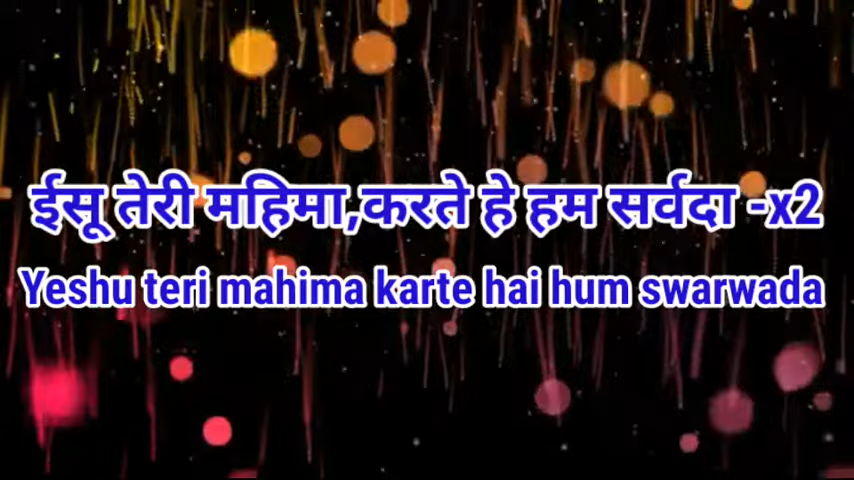 ईसू तेरी महिमा,करते हे हम सर्वदा -x2
Yeshu teri mahima karte hai hum swarwada